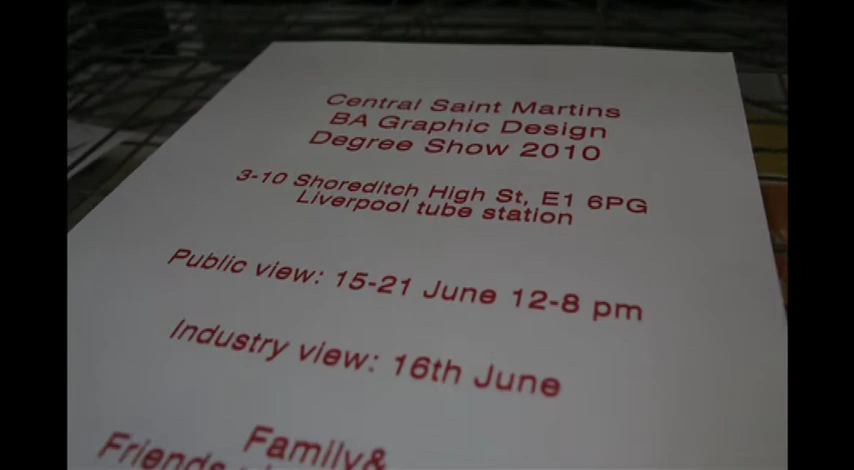 Central Saint Martins
BA Graphic Design
Degree Show 2010
3-10 Shoreditch High St, E1 6PG
Liverpool tube station
Public view: 15-21 June 12-8 pm
Industry view: 16th June
Family&
Friends